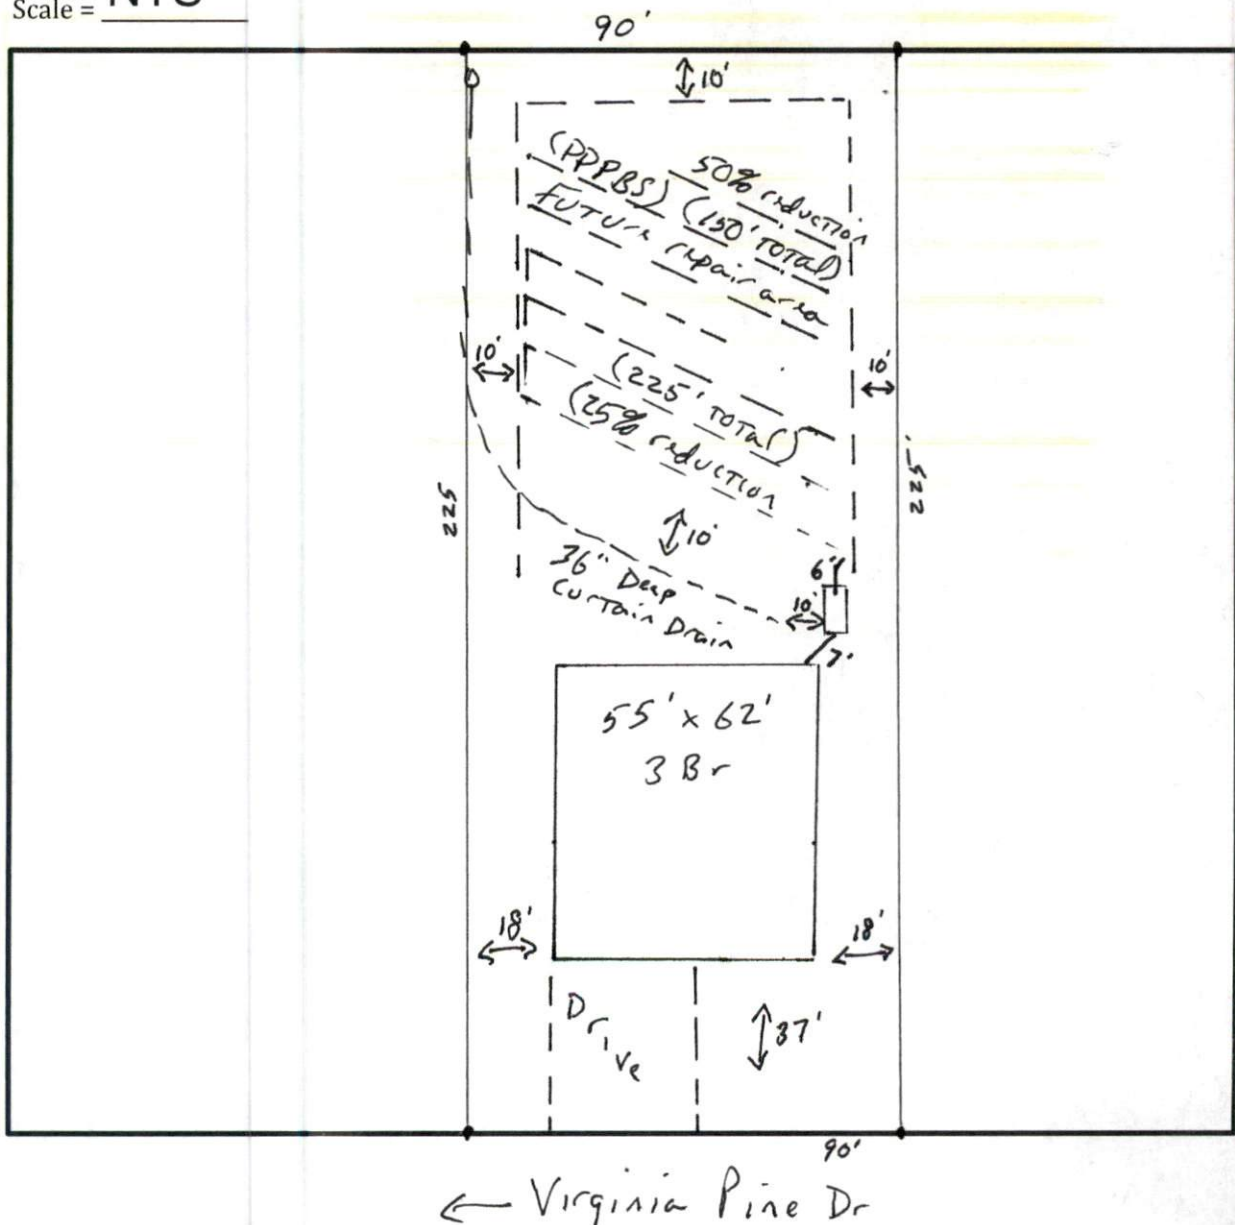 Scale = NTS
90'
10'
(PPPBS) 50% reduction
(150' TOTAL)
Future repair area
10'
10'
(225' TOTAL)
(25% reduction
225
225
10'
36" Deep
Curtain Drain
6'
10'
7'
55' x 62'
3 Br
18'
18'
Drive
37'
90'
← Virginia Pine Dr